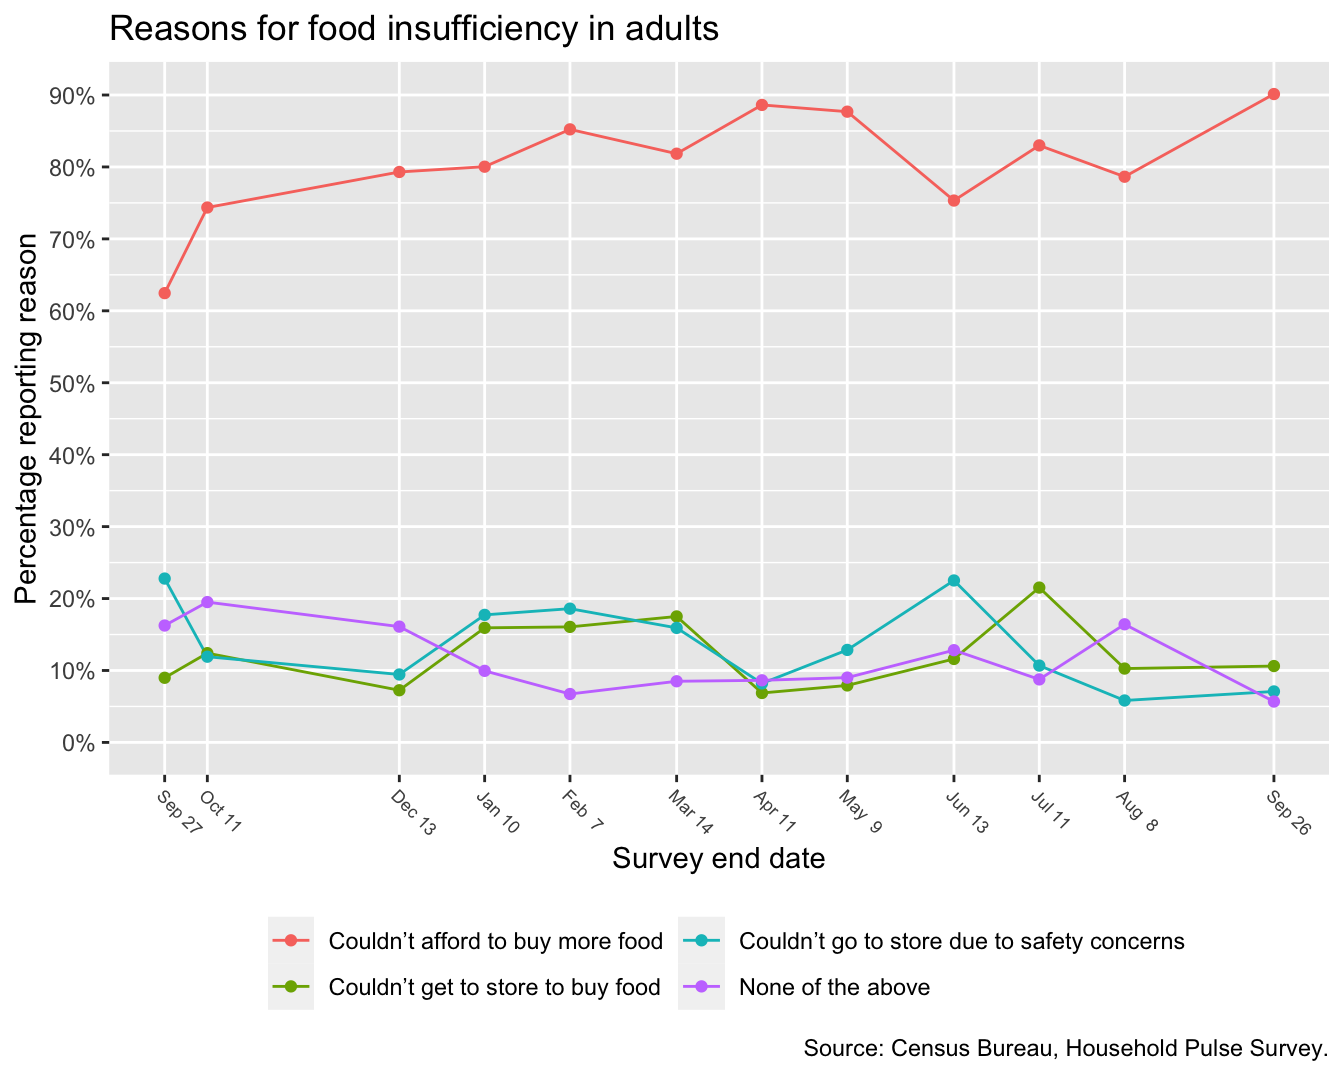 Reasons for food insufficiency in adults
90%
80%
70%
60%
50%
40%
30%
20%
10%
0%
Percentage reporting reason
Sep 27
Oct 11
Dec 13
Jan 10
Feb 7
Mar 14
Apr 11
May 9
Jun 13
Jul 11
Aug 8
Sep 26
Survey end date
Couldn’t afford to buy more food
Couldn’t go to store due to safety concerns
Couldn’t get to store to buy food
None of the above
Source: Census Bureau, Household Pulse Survey.